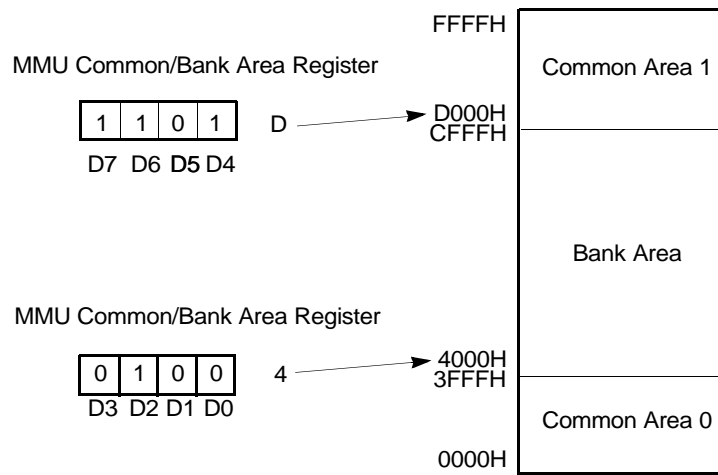 FFFFH
MMU Common/Bank Area Register
Common Area 1
1 1 0 1 D
D000H
CFFFH
D7 D6 D5 D4
Bank Area
MMU Common/Bank Area Register
0 1 0 0 4
4000H
3FFFH
D3 D2 D1 D0
Common Area 0
0000H